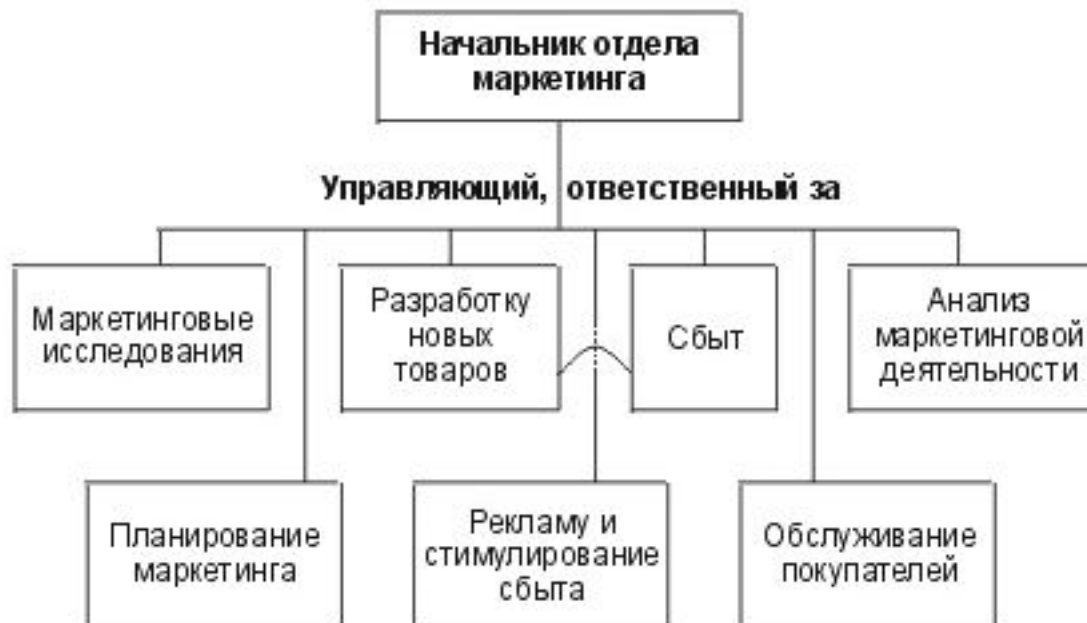 Начальник отдела
маркетинга
Управляющий, ответственный за
Маркетинговые
исследования
Разработку
новых
товаров
Сбыт
Анализ
маркетинговой
деятельности
Планирование
маркетинга
Рекламу и
стимулирование
сбыта
Обслуживание
покупателей